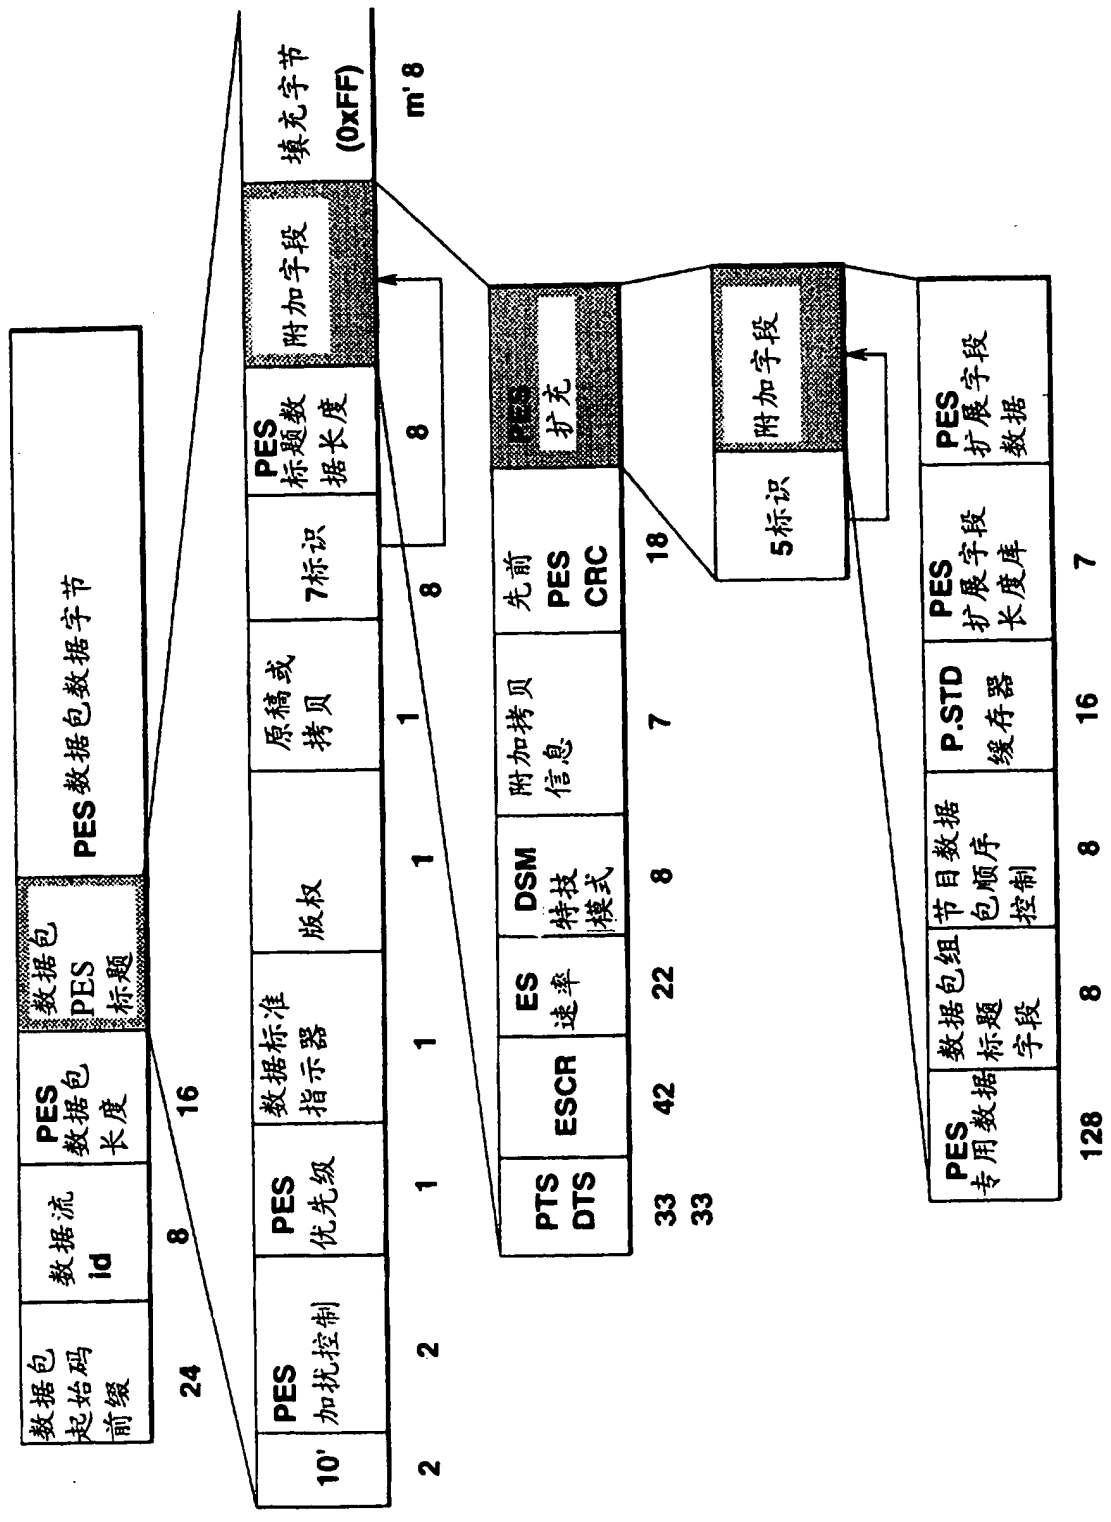 数据包
起始码
前缀
数据流
id
PES
数据包
长度
数据包
PES
标题
PES数据包数据字节
24
8
16
10'
PES
加扰控制
PES
优先级
数据标准
指示器
版权
原稿或
拷贝
7标识
PES
标题数
据长度
附加字段
填充字节
(0xFF)
2
2
1
1
1
1
8
8
m' 8
PTS
DTS
ESCR
ES
速率
DSM
特技
模式
附加拷贝
信息
先前
PES
CRC
PES
扩充
33
33
42
22
8
7
18
5标识
附加字段
PES
专用数据
数据包组
标题
字段
节目数据
包顺序
控制
P.STD
缓存器
PES
扩展字段
长度库
PES
扩展字段
数据
128
8
8
16
7